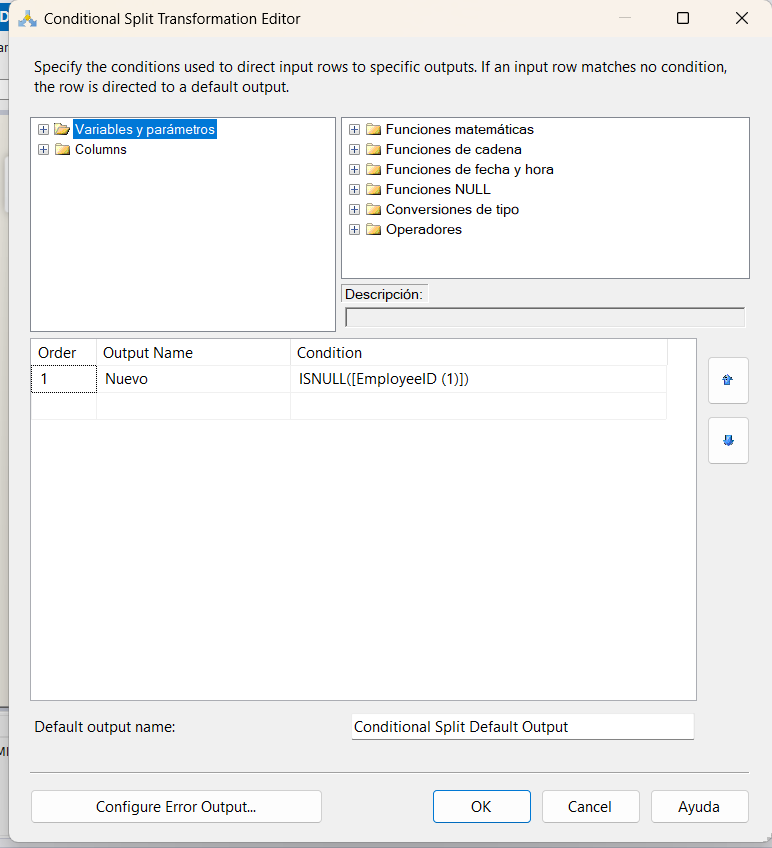 Conditional Split Transformation Editor
Specify the conditions used to direct input rows to specific outputs. If an input row matches no condition,
the row is directed to a default output.
Variables y parámetros
Columns
Funciones matemáticas
Funciones de cadena
Funciones de fecha y hora
Funciones NULL
Conversiones de tipo
Operadores
Descripción:
Order Output Name Condition
1 Nuevo ISNULL([EmployeeID (1)])
Default output name: Conditional Split Default Output
Configure Error Output... OK Cancel Ayuda